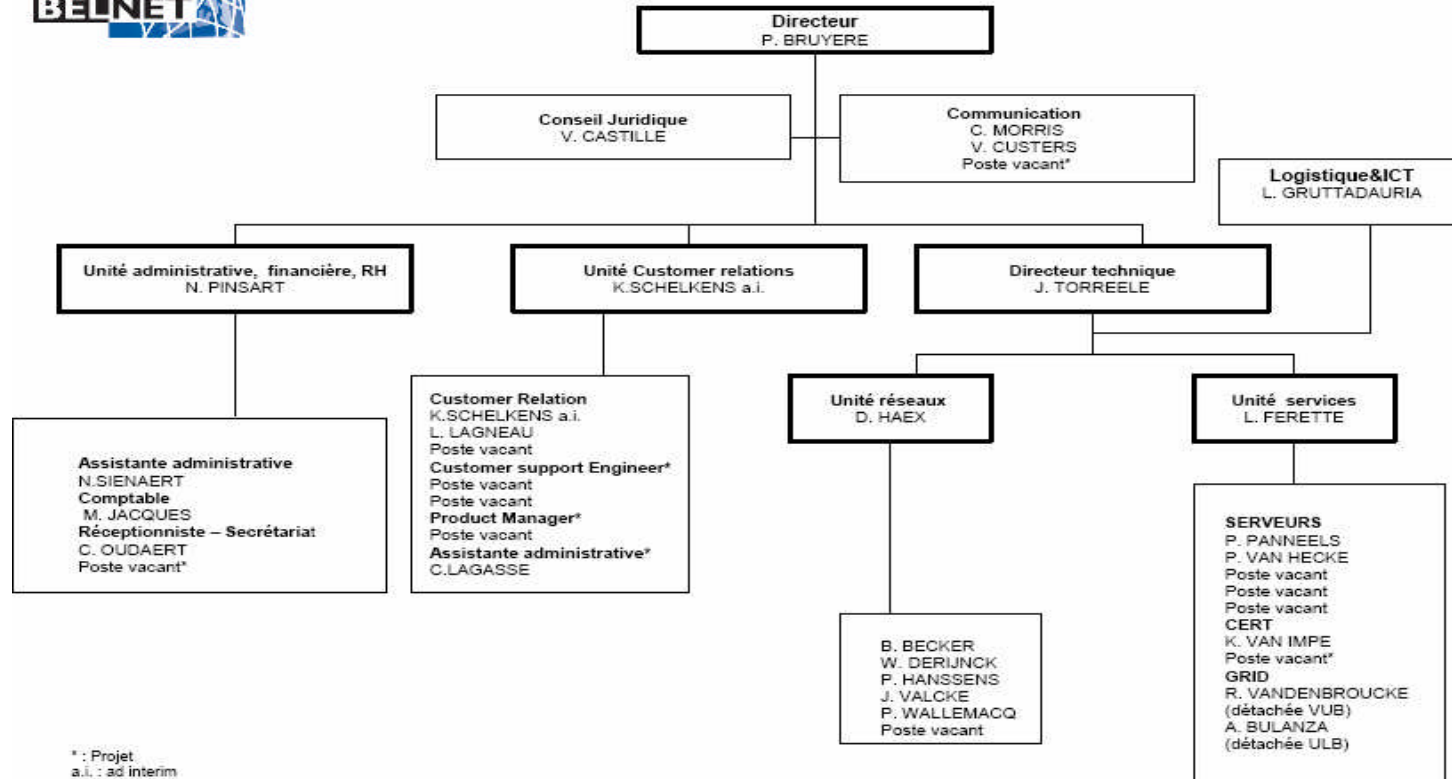 BELNET
Directeur
P. BRUYERE
Conseil Juridique
V. CASTILLE
Communication
C. MORRIS
V. CUSTERS
Poste vacant*
Logistique&ICT
L. GRUTTADAURIA
Unité administrative, financière, RH
N. PINSART
Unité Customer relations
K.SCHELKENS a.i.
Directeur technique
J. TORREELE
Unité réseaux
D. HAEX
Unité services
L. FERETTE
Assistante administrative
N.SIENAERT
Comptable
M. JACQUES
Réceptionniste – Secrétariat
C. OUDAERT
Poste vacant*
Customer Relation
K.SCHELKENS a.i.
L. LAGNEAU
Poste vacant
Customer support Engineer*
Poste vacant
Poste vacant
Product Manager*
Poste vacant
Assistante administrative*
C.LAGASSE
B. BECKER
W. DERIJNCK
P. HANSSENS
J. VALCKE
P. WALLEMACQ
Poste vacant
SERVEURS
P. PANNEELS
P. VAN HECKE
Poste vacant
Poste vacant
Poste vacant
CERT
K. VAN IMPE
Poste vacant*
GRID
R. VANDENBROUCKE
(détachée VUB)
A. BULANZA
(détachée ULB)
* : Projet
a.i. : ad interim